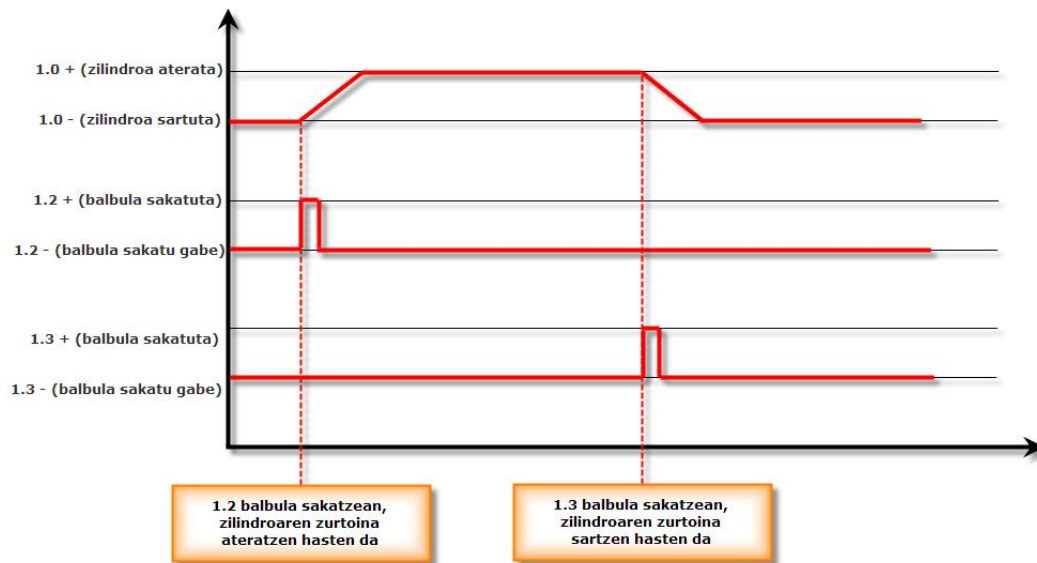 1.0 + (zilindroa aterata)
1.0 - (zilindroa sartuta)
1.2 + (balbula sakatuta)
1.2 - (balbula sakatu gabe)
1.3 + (balbula sakatuta)
1.3 - (balbula sakatu gabe)
1.2 balbula sakatzean,
zilindroaren zurtoina
ateratzen hasten da
1.3 balbula sakatzean,
zilindroaren zurtoina
sartzen hasten da